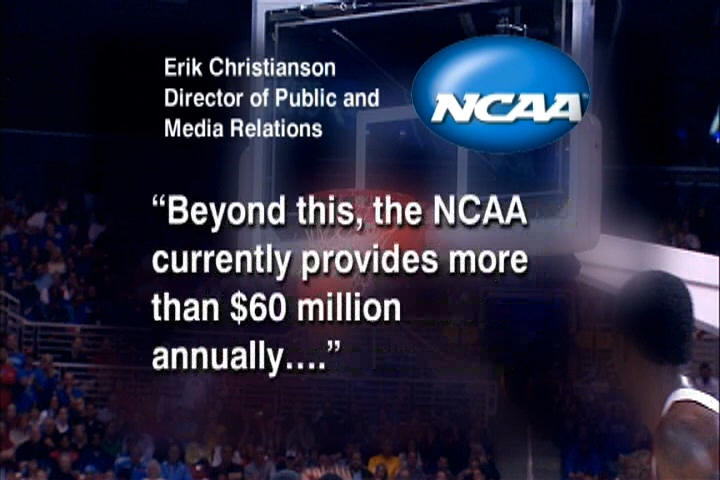 Erik Christianson
Director of Public and
Media Relations
NCAA
“Beyond this, the NCAA
currently provides more
than $60 million
annually....”